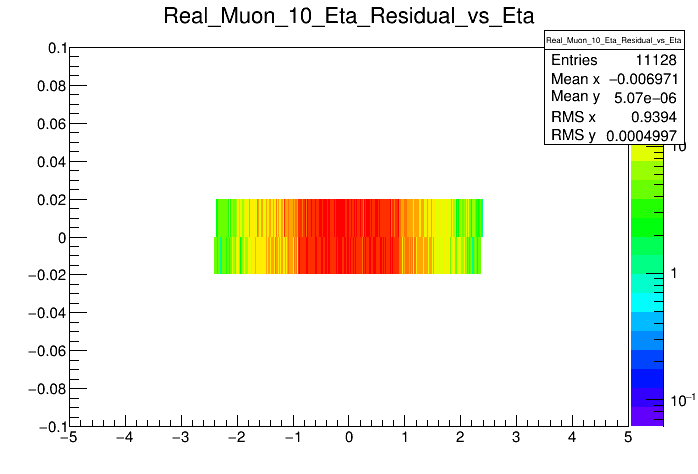 Real_Muon_10_Eta_Residual_vs_Eta
Real_Muon_10_Eta_Residual_vs_Eta
Entries 11128
Mean x −0.006971
Mean y 5.07e−06
RMS x 0.9394
RMS y 0.0004997
0.1
0.08
0.06
0.04
0.02
0
−0.02
−0.04
−0.06
−0.08
−0.1
−5 −4 −3 −2 −1 0 1 2 3 4 5
10
1
10⁻¹